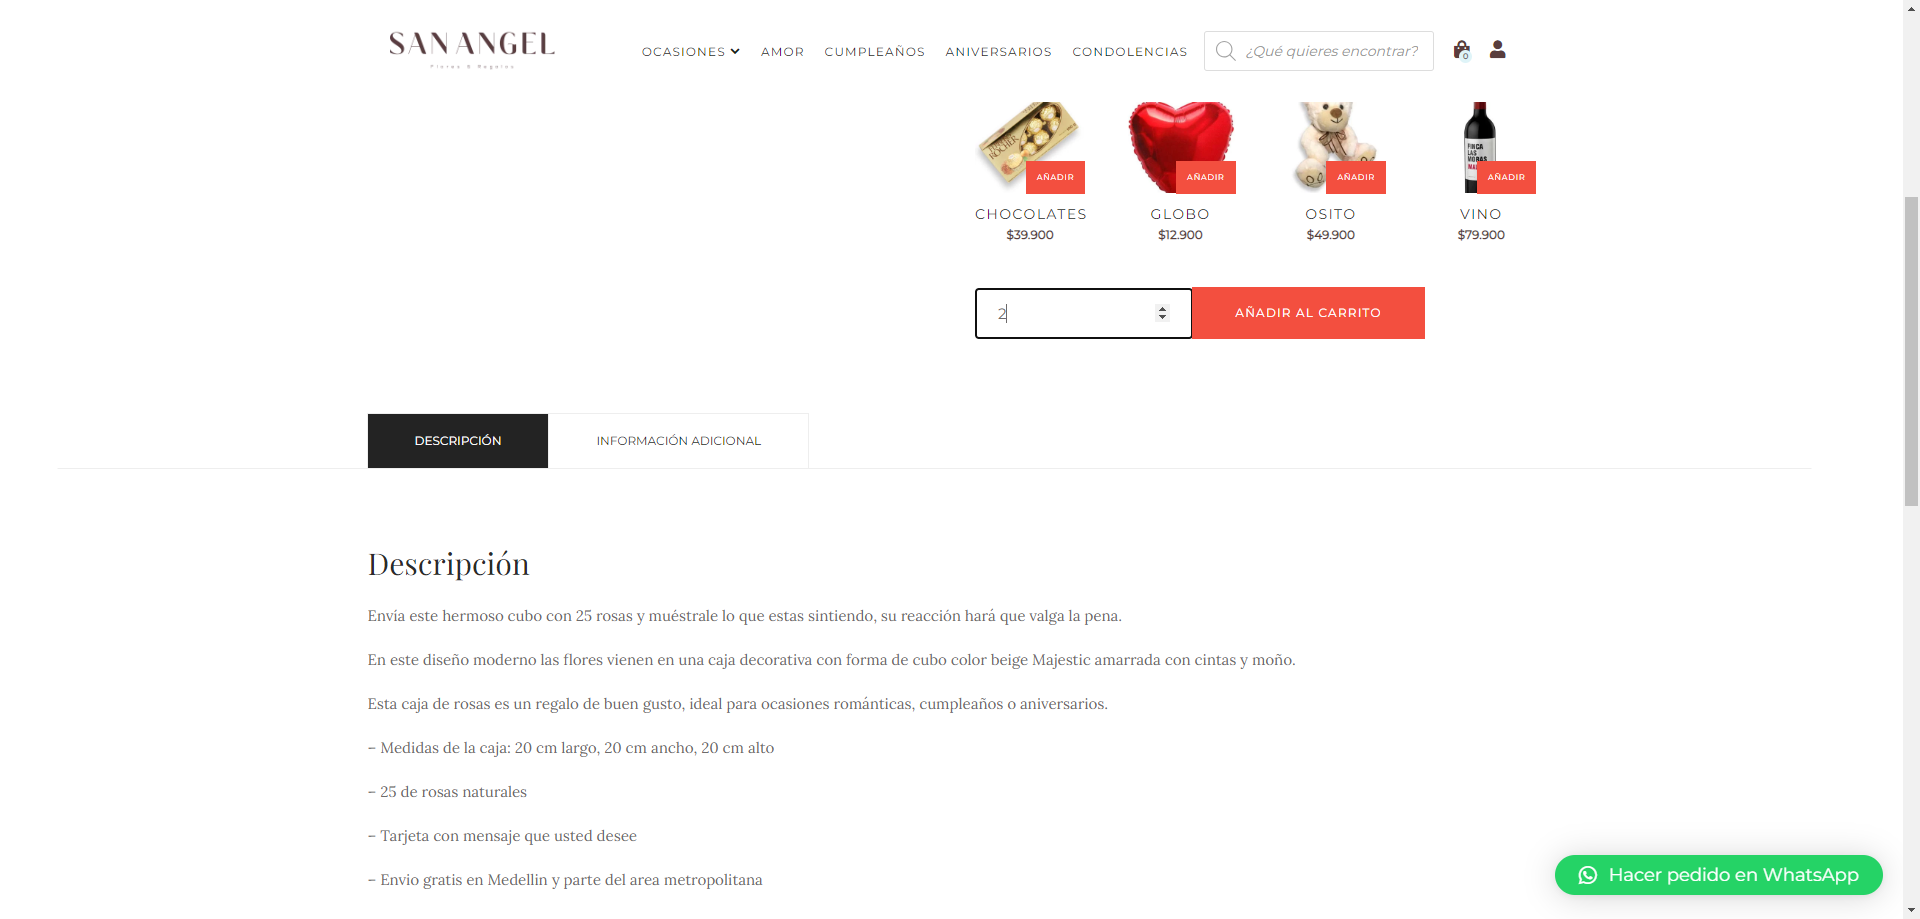 SAN ANGEL
Flores & Regalos
OCASIONES
AMOR
CUMPLEAÑOS
ANIVERSARIOS
CONDOLENCIAS
¿Qué quieres encontrar?
0
ROCHER
FINCA
LAS
MORAS
AÑADIR
AÑADIR
AÑADIR
AÑADIR
CHOCOLATES
GLOBO
OSITO
VINO
$39.900
$12.900
$49.900
$79.900
2
AÑADIR AL CARRITO
DESCRIPCIÓN
INFORMACIÓN ADICIONAL
Descripción
Envía este hermoso cubo con 25 rosas y muéstrale lo que estas sintiendo, su reacción hará que valga la pena.
En este diseño moderno las flores vienen en una caja decorativa con forma de cubo color beige Majestic amarrada con cintas y moño.
Esta caja de rosas es un regalo de buen gusto, ideal para ocasiones románticas, cumpleaños o aniversarios.
– Medidas de la caja: 20 cm largo, 20 cm ancho, 20 cm alto
– 25 de rosas naturales
– Tarjeta con mensaje que usted desee
– Envio gratis en Medellin y parte del area metropolitana
Hacer pedido en WhatsApp